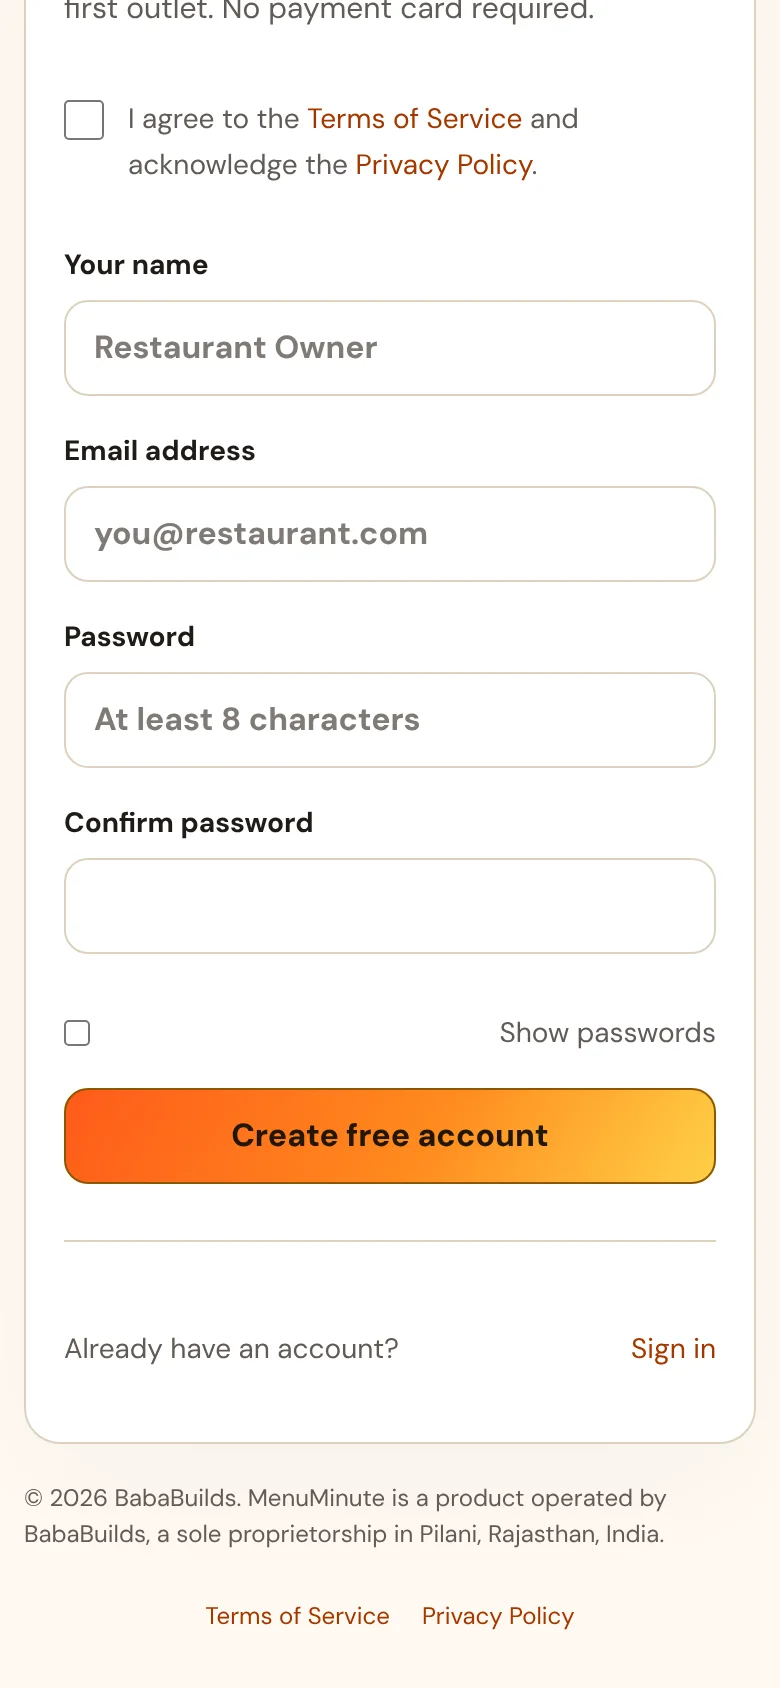 first outlet. No payment card required.
I agree to the Terms of Service and
acknowledge the Privacy Policy.
Your name
Restaurant Owner
Email address
you@restaurant.com
Password
At least 8 characters
Confirm password
Show passwords
Create free account
Already have an account? Sign in
© 2026 BabaBuilds. MenuMinute is a product operated by
BabaBuilds, a sole proprietorship in Pilani, Rajasthan, India.
Terms of Service Privacy Policy